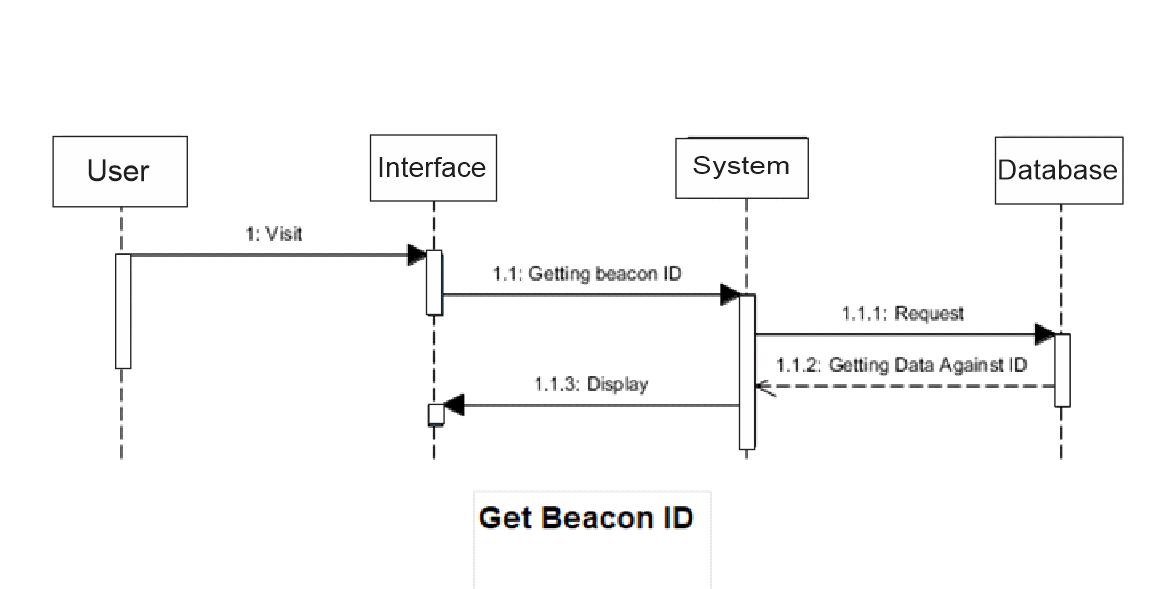 User
Interface
System
Database
1: Visit
1.1: Getting beacon ID
1.1.1: Request
1.1.2: Getting Data Against ID
1.1.3: Display
Get Beacon ID